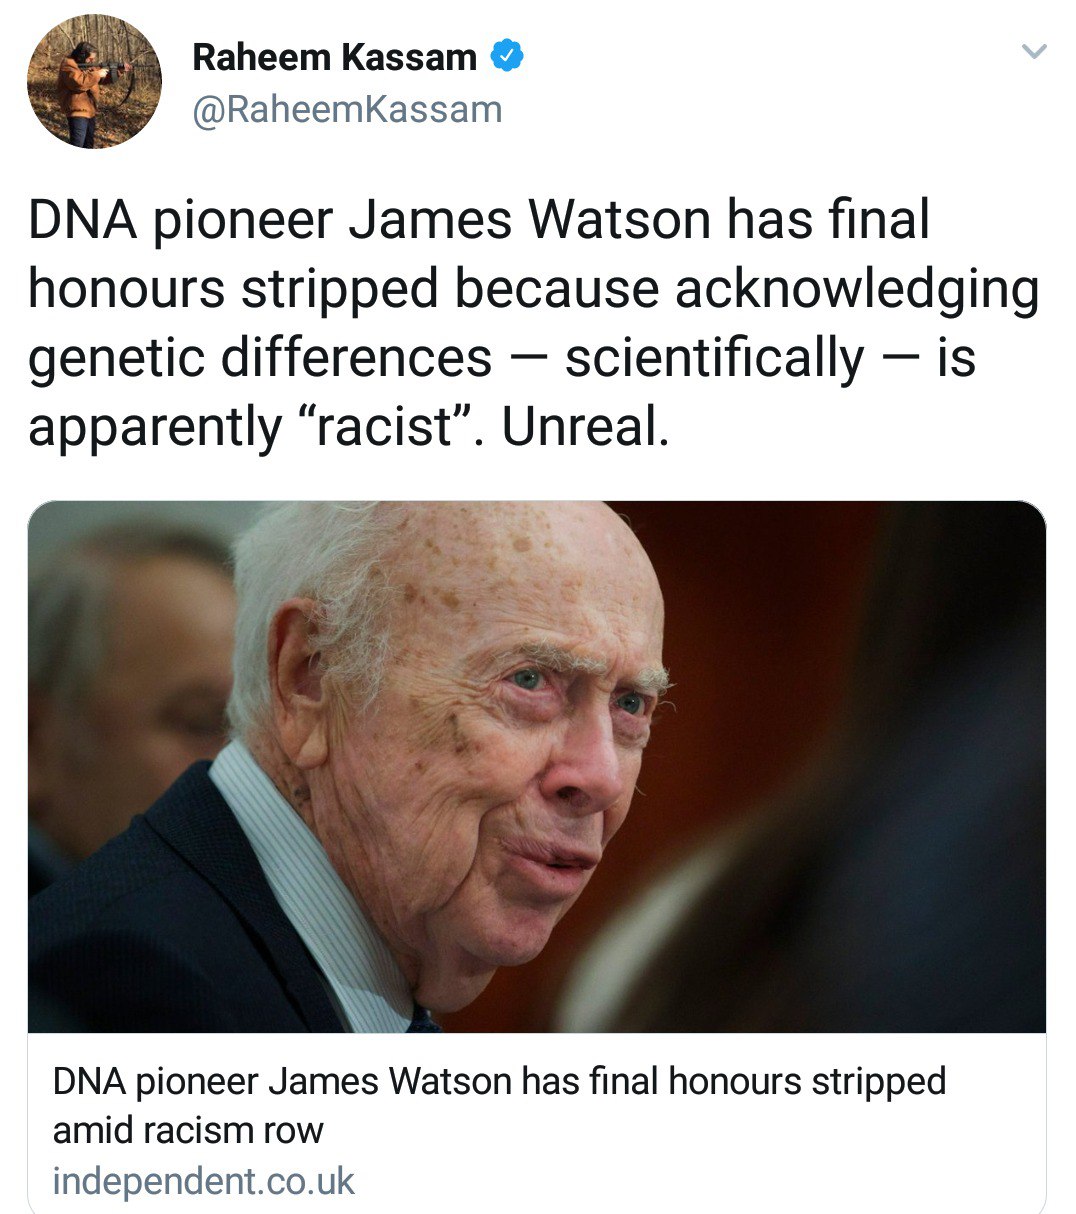 Raheem Kassam
@RaheemKassam
DNA pioneer James Watson has final
honours stripped because acknowledging
genetic differences — scientifically — is
apparently “racist”. Unreal.
DNA pioneer James Watson has final honours stripped
amid racism row
independent.co.uk